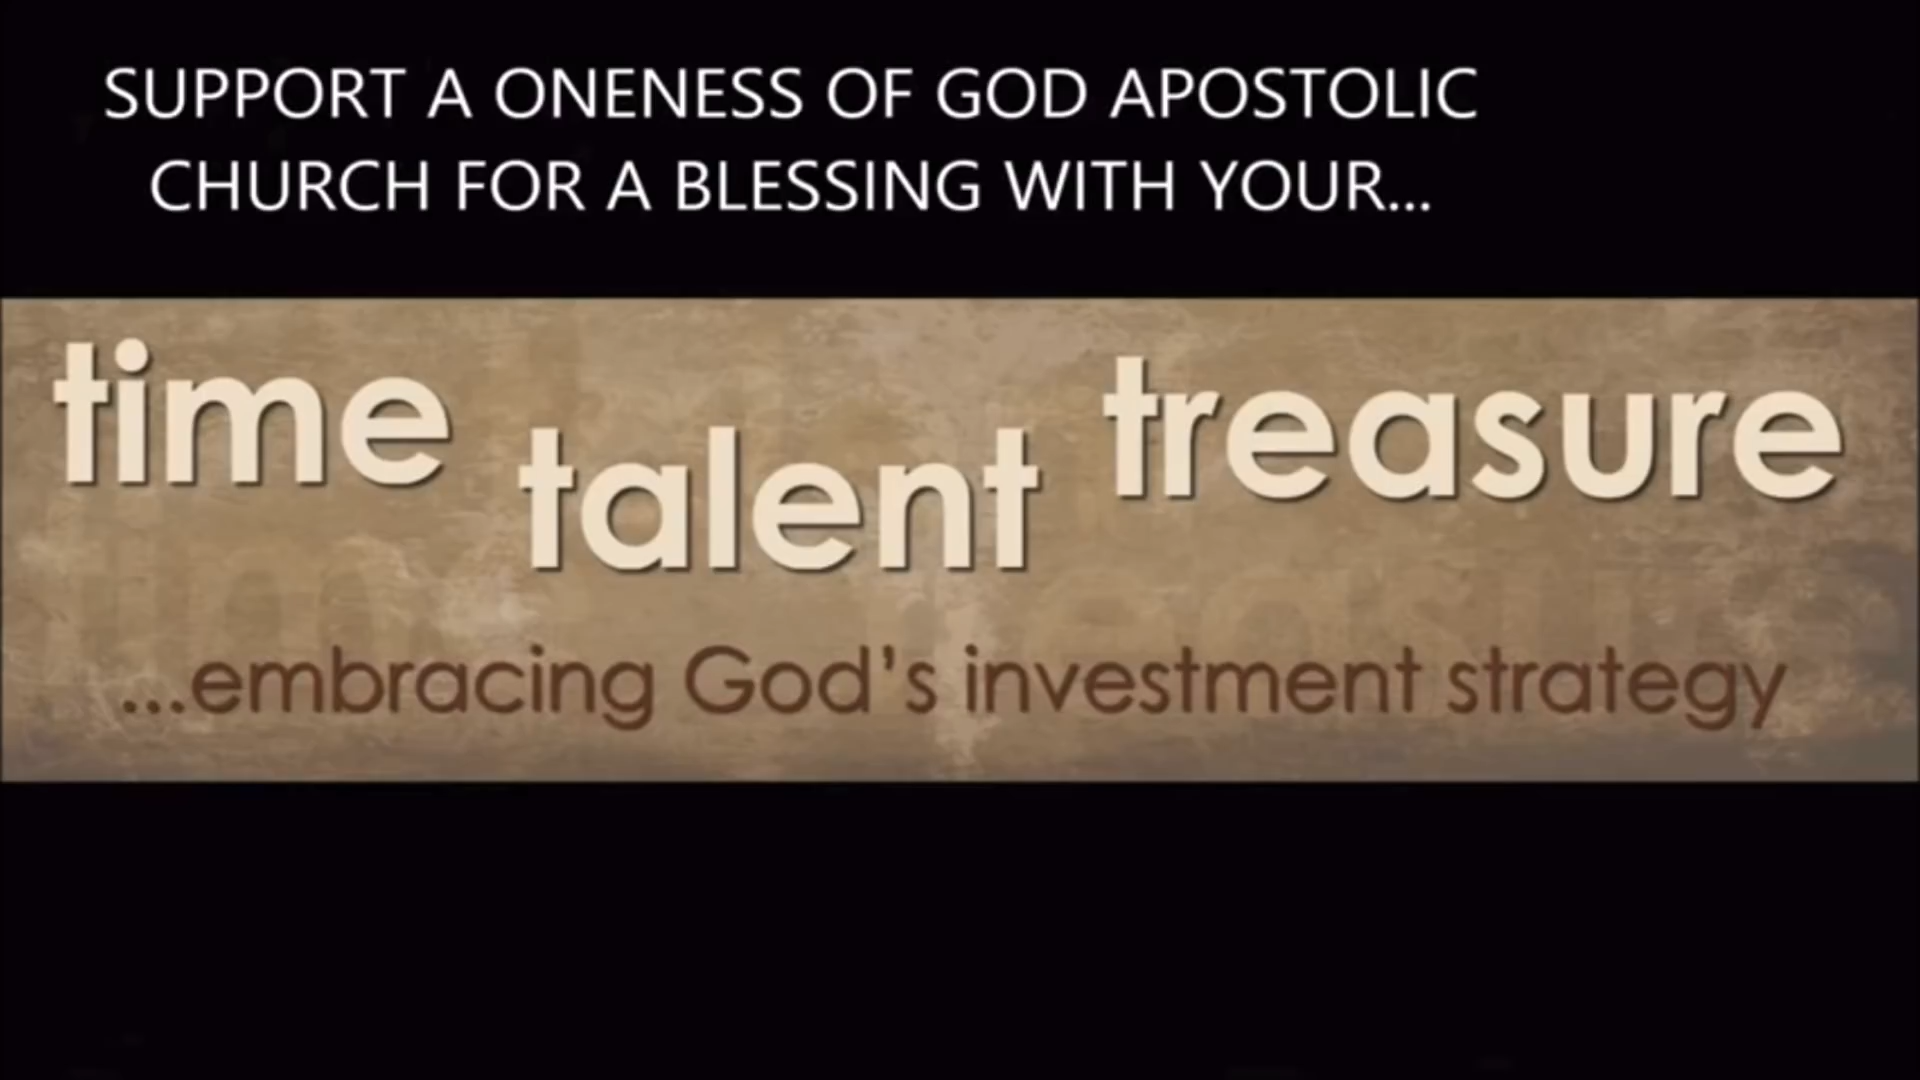 SUPPORT A ONENESS OF GOD APOSTOLIC
CHURCH FOR A BLESSING WITH YOUR...
time talent treasure
...embracing God's investment strategy